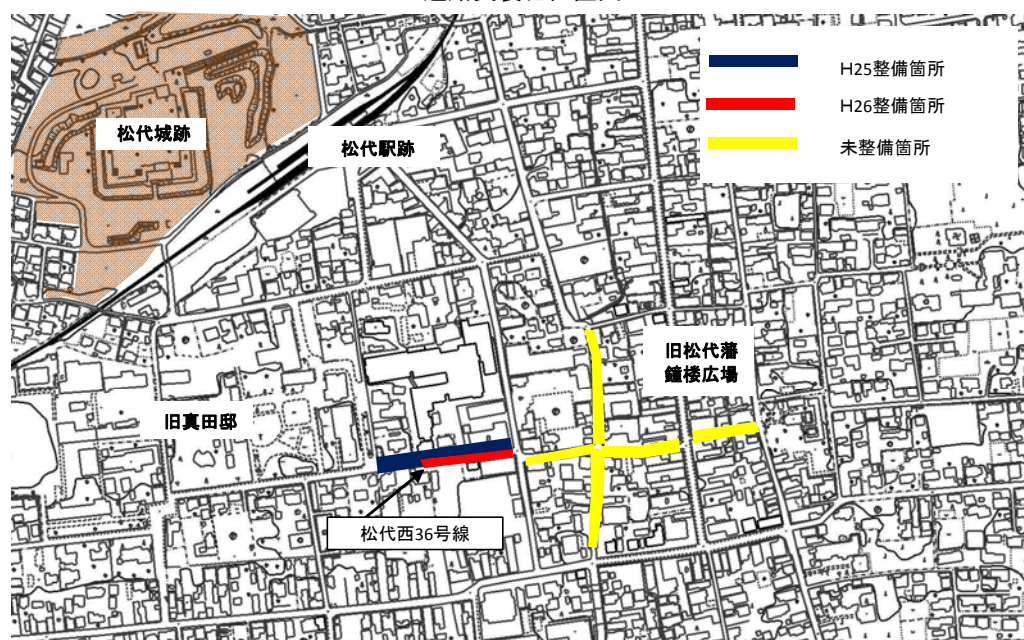 H25整備箇所
H26整備箇所
未整備箇所
松代城跡
松代駅跡
旧松代藩
鐘楼広場
旧真田邸
松代西36号線